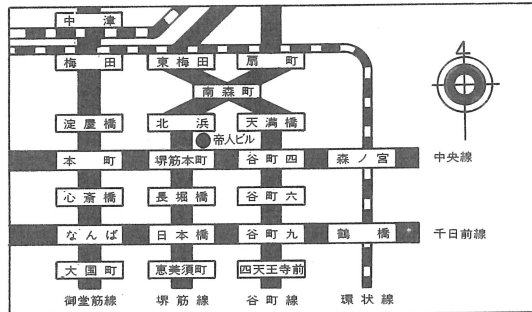 中津
梅田 東梅田 扇町
南森町
淀屋橋 北浜 天満橋
帝人ビル
本町 堺筋本町 谷町四 森ノ宮 中央線
心斎橋 長堀橋 谷町六
なんば 日本橋 谷町九 鶴橋 千日前線
大国町 恵美須町 四天王寺前
御堂筋線 堺筋線 谷町線 環状線